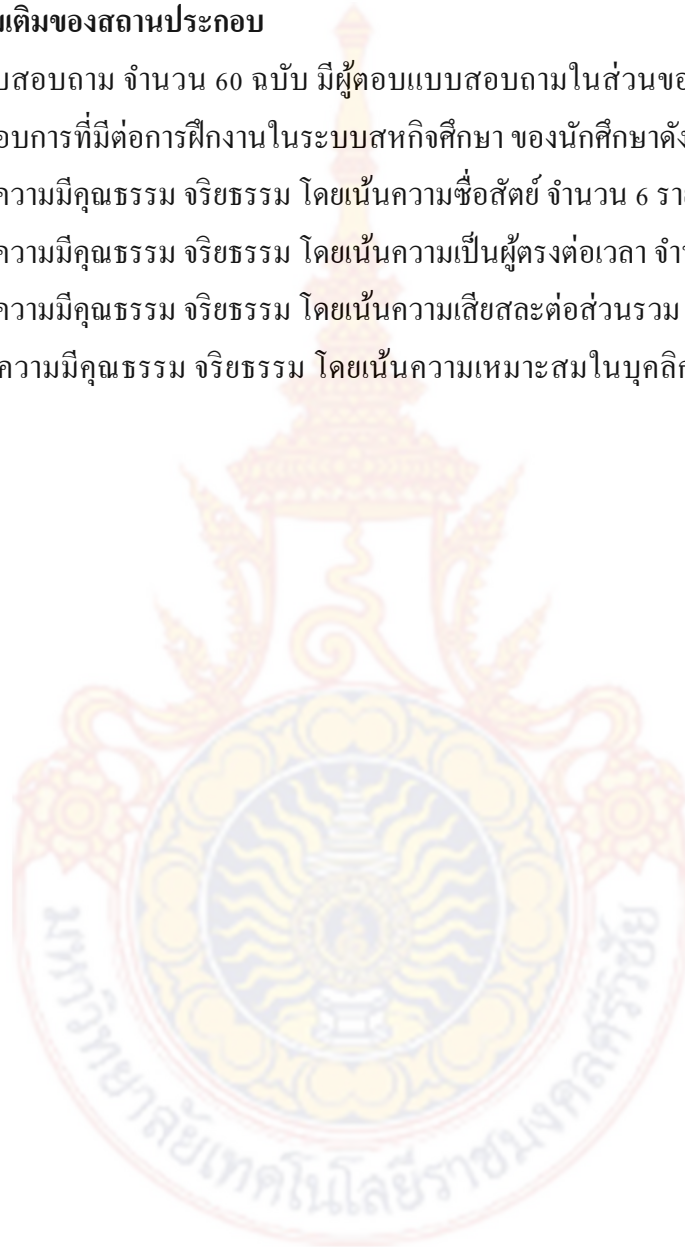 มเติมของสถานประกอบ
บสอบถาม จำนวน 60 ฉบับ มีผู้ตอบแบบสอบถามในส่วนขอ
อบการที่มีต่อการฝึกงานในระบบสหกิจศึกษา ของนักศึกษาดัง
ความมีคุณธรรม จริยธรรม โดยเน้นความซื่อสัตย์ จำนวน 6 รา
ความมีคุณธรรม จริยธรรม โดยเน้นความเป็นผู้ตรงต่อเวลา จำน
ความมีคุณธรรม จริยธรรม โดยเน้นความเสียสละต่อส่วนรวม
ความมีคุณธรรม จริยธรรม โดยเน้นความเหมาะสมในบุคลิก
มหาวิทยาลัยเทคโนโลยีราชมงคลศรีวิชัย